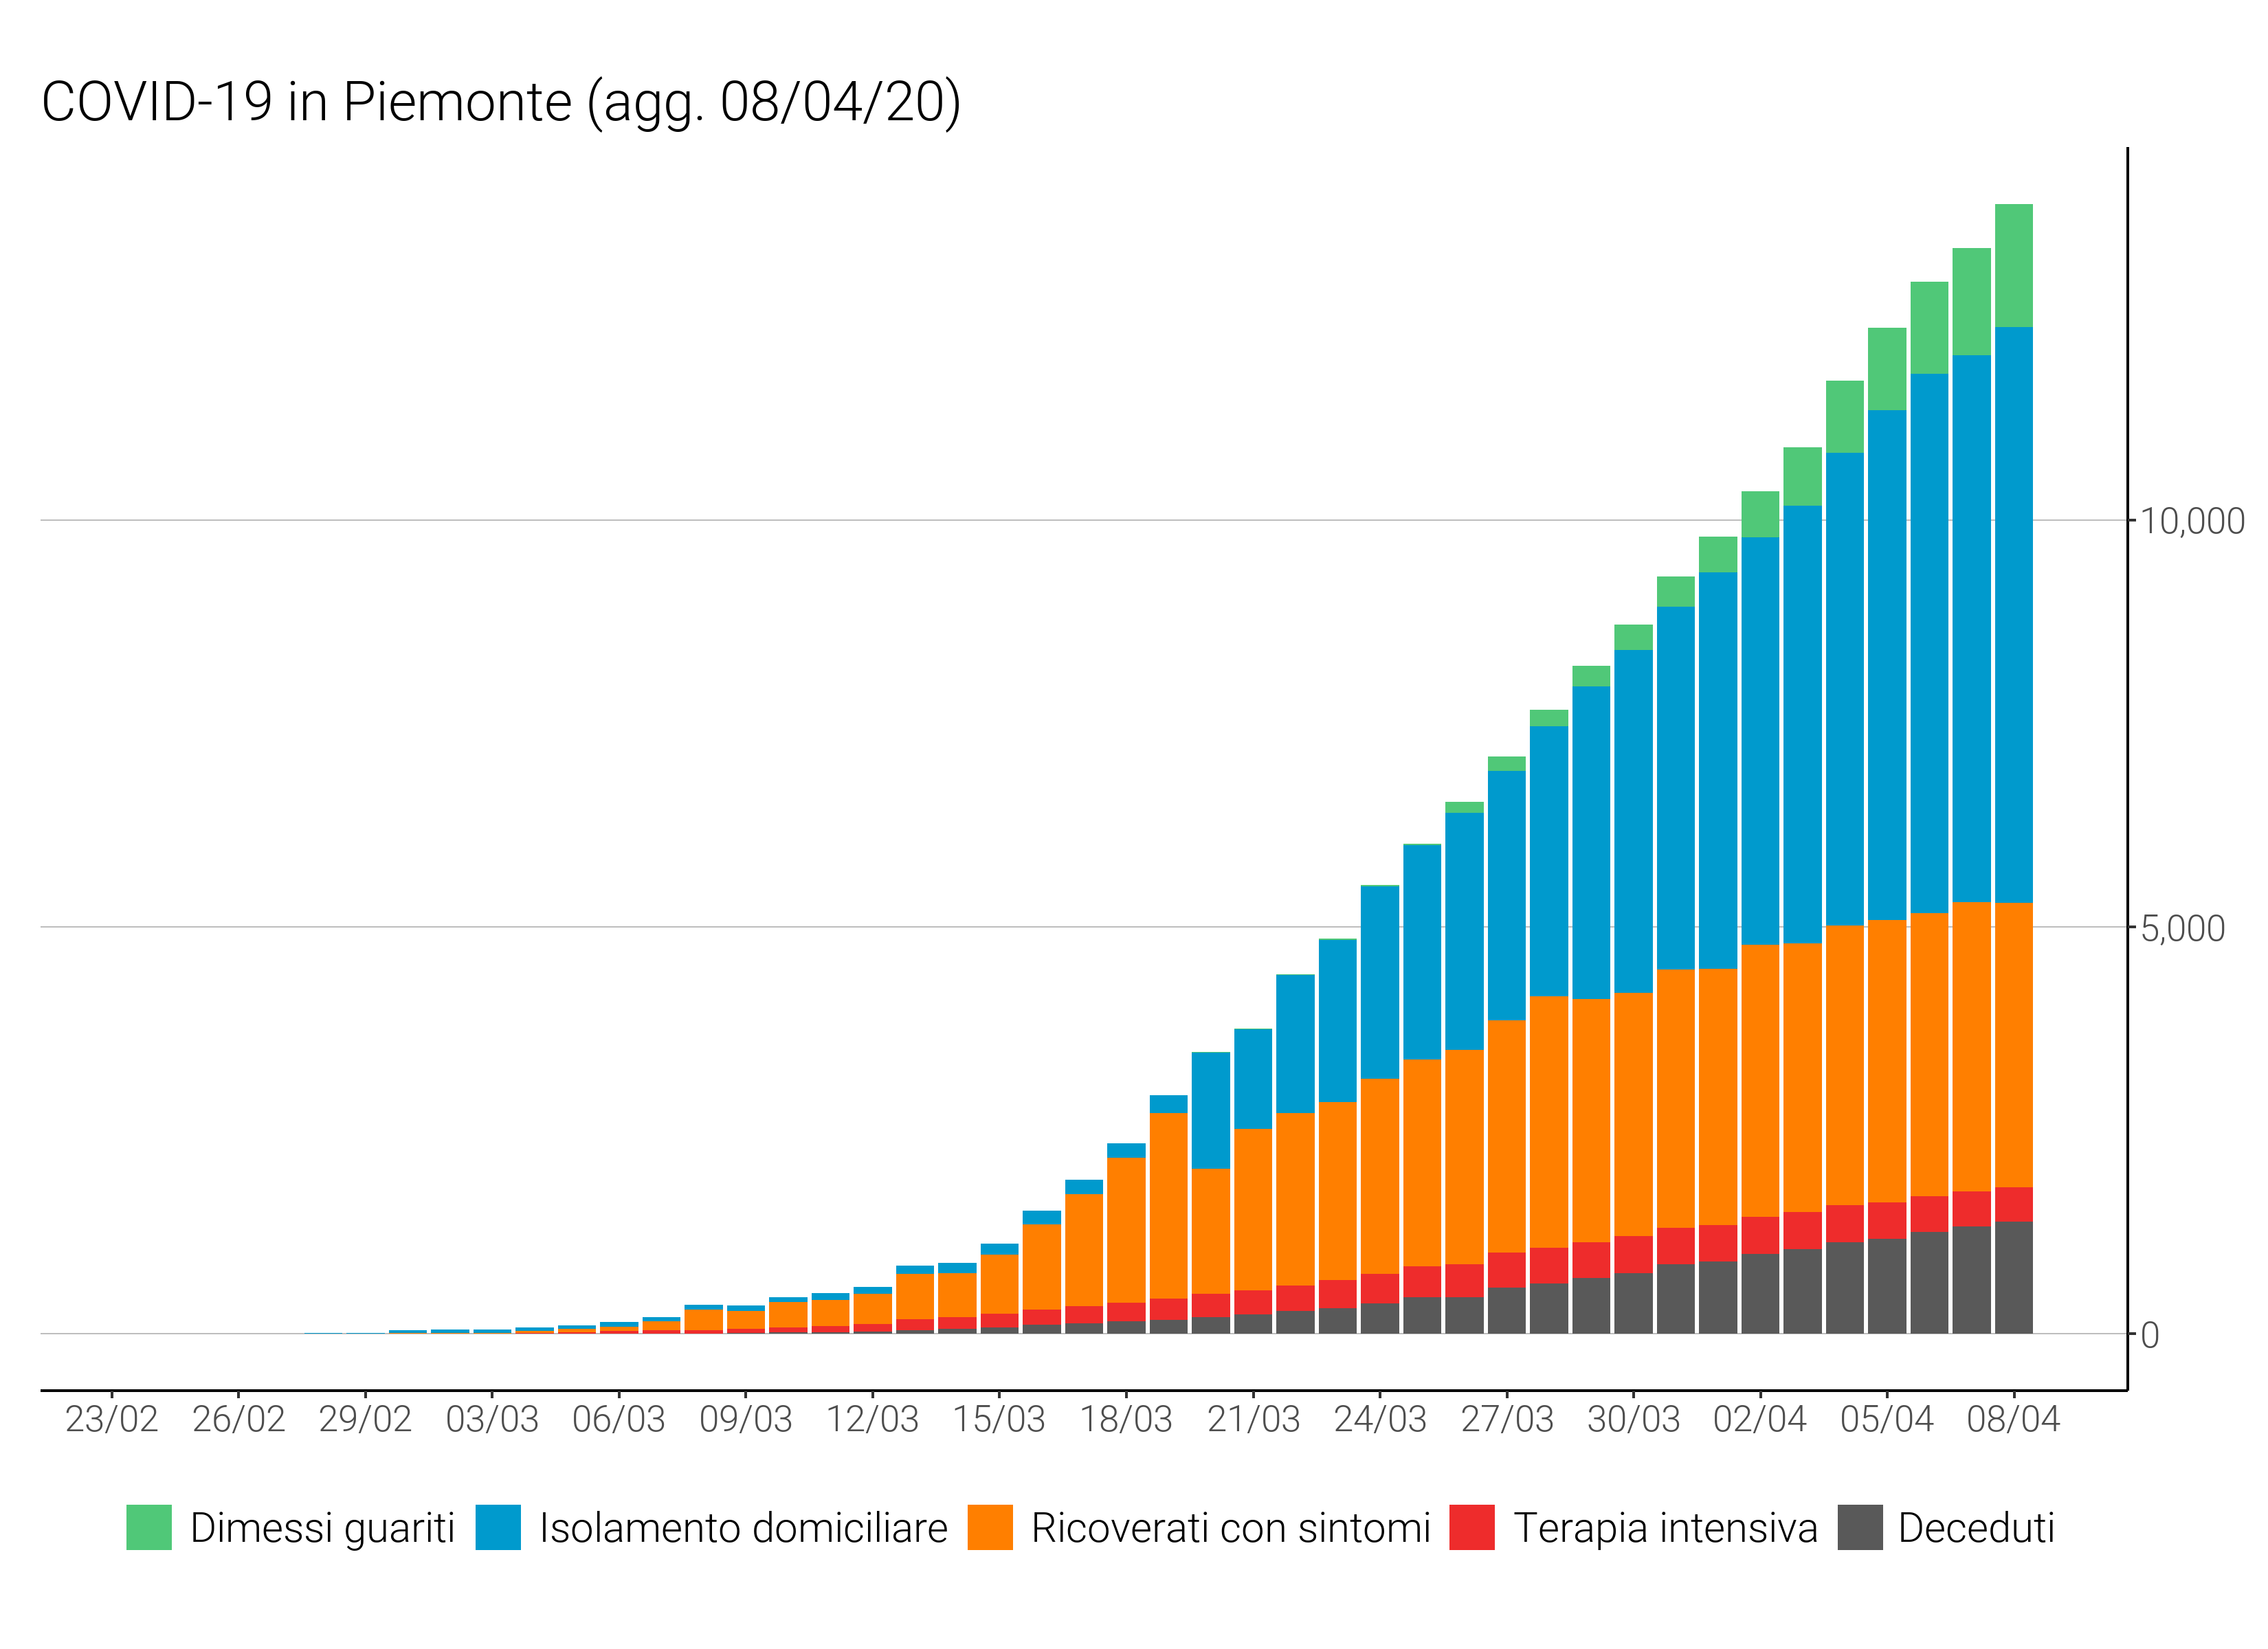 COVID-19 in Piemonte (agg. 08/04/20)
10,000
5,000
0
23/02 26/02 29/02 03/03 06/03 09/03 12/03 15/03 18/03 21/03 24/03 27/03 30/03 02/04 05/04 08/04
Dimessi guariti Isolamento domiciliare Ricoverati con sintomi Terapia intensiva Deceduti